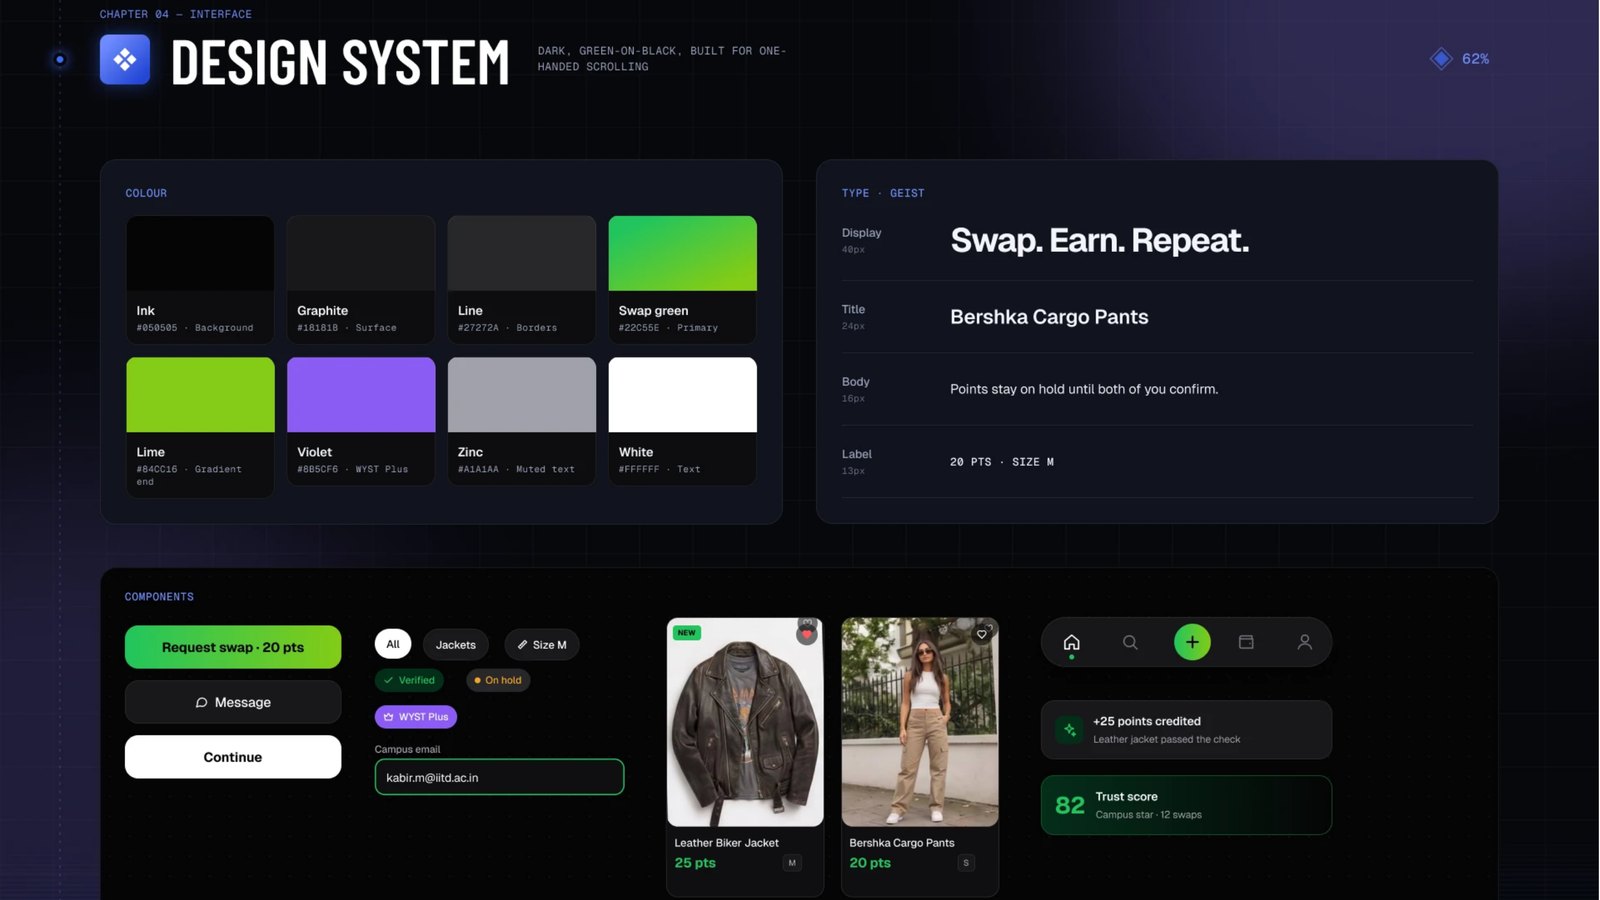 CHAPTER 04 — INTERFACE
DESIGN SYSTEM
DARK, GREEN-ON-BLACK, BUILT FOR ONE-
HANDED SCROLLING
62%
COLOUR
Ink
#050505 · Background
Graphite
#181818 · Surface
Line
#27272A · Borders
Swap green
#22C55E · Primary
Lime
#84CC16 · Gradient
end
Violet
#8B5CF6 · WYST Plus
Zinc
#A1A1AA · Muted text
White
#FFFFFF · Text
TYPE · GEIST
Display
40px
Swap. Earn. Repeat.
Title
24px
Bershka Cargo Pants
Body
16px
Points stay on hold until both of you confirm.
Label
13px
20 PTS · SIZE M
COMPONENTS
Request swap · 20 pts
Message
Continue
All
Jackets
Size M
Verified
On hold
WYST Plus
Campus email
kabir.m@iitd.ac.in
NEW
Leather Biker Jacket
25 pts
M
Bershka Cargo Pants
20 pts
S
+25 points credited
Leather jacket passed the check
82
Trust score
Campus star · 12 swaps